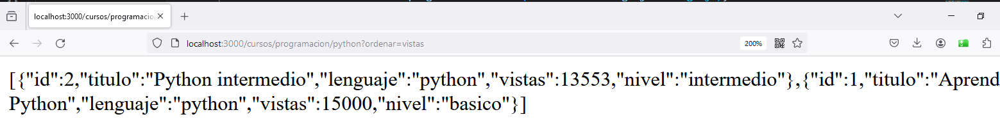 localhost:3000/cursos/programacio
localhost:3000/cursos/programacion/python?ordenar=vistas
200%
[{"id":2,"titulo":"Python intermedio","lenguaje":"python","vistas":13553,"nivel":"intermedio"},{"id":1,"titulo":"Aprend
Python","lenguaje":"python","vistas":15000,"nivel":"basico"}]